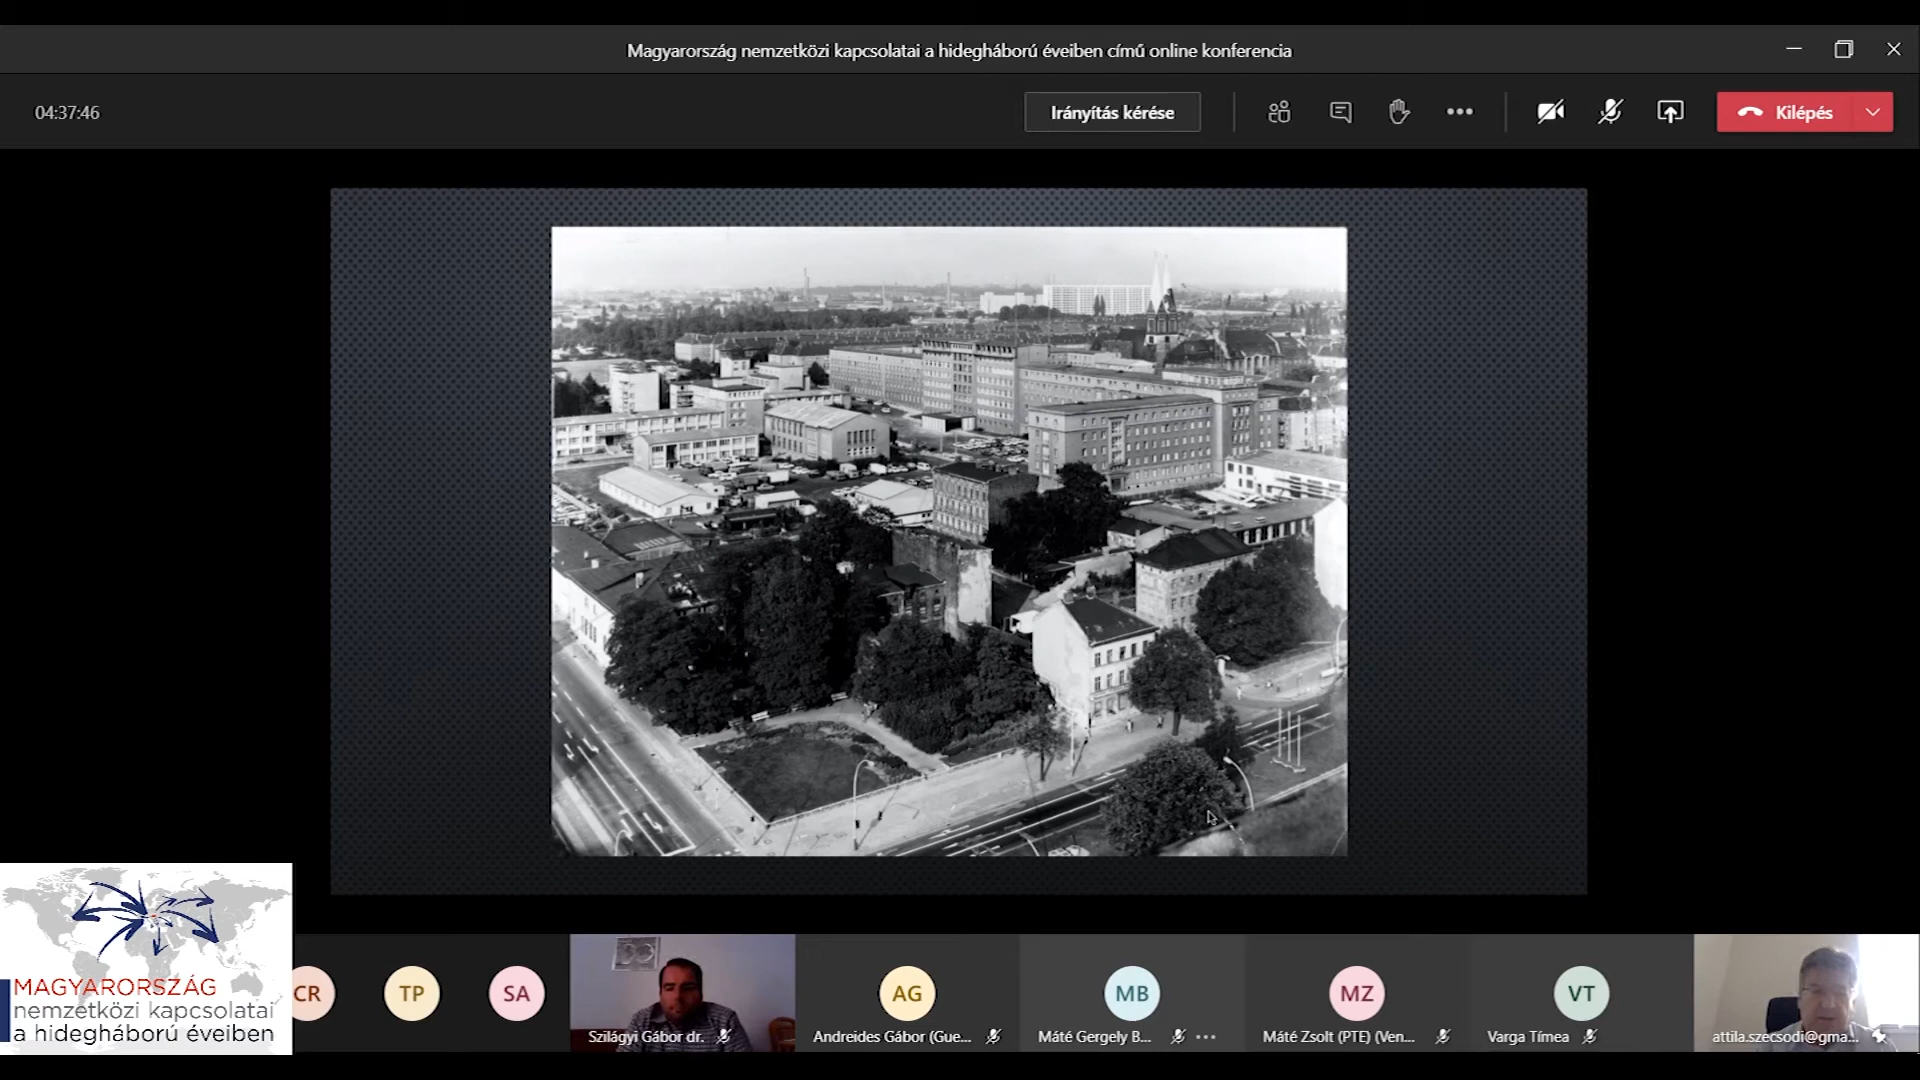 Magyarország nemzetközi kapcsolatai a hidegháború éveiben című online konferencia
04:37:46
Irányítás kérése
Kilépés
MAGYARORSZÁG
nemzetközi kapcsolatai
a hidegháború éveiben
CR
TP
SA
Szilágyi Gábor dr.
AG
Andreides Gábor (Gue...
MB
Máté Gergely B...
MZ
Máté Zsolt (PTE) (Ven...
VT
Varga Tímea
attila.szecsodi@gma...